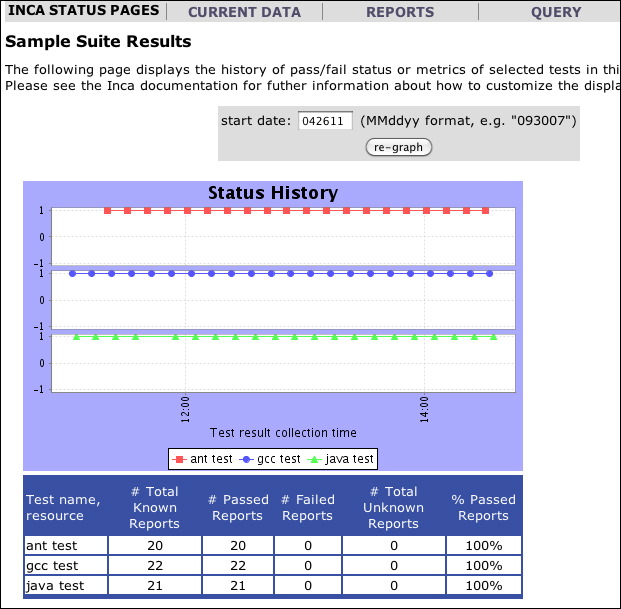 INCA STATUS PAGES CURRENT DATA REPORTS QUERY
Sample Suite Results
The following page displays the history of pass/fail status or metrics of selected tests in thi
Please see the Inca documentation for futher information about how to customize the displa
start date: 042611 (MMddyy format, e.g. "093007")
re-graph
Status History
1
0
-1
1
0
-1
1
0
-1
12:00 14:00
Test result collection time
ant test gcc test java test
Test name, resource # Total Known Reports # Passed Reports # Failed Reports # Total Unknown Reports % Passed Reports
ant test 20 20 0 0 100%
gcc test 22 22 0 0 100%
java test 21 21 0 0 100%